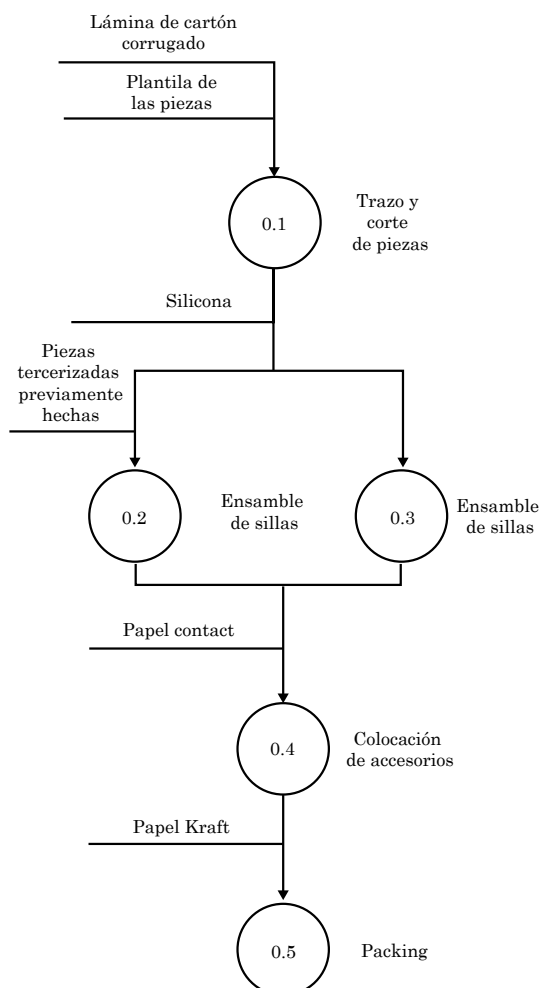 Lámina de cartón
corrugado
Plantila de
las piezas
0.1
Trazo y
corte
de piezas
Silicona
Piezas
tercerizadas
previamente
hechas
0.2
Ensamble
de sillas
0.3
Ensamble
de sillas
Papel contact
0.4
Colocación
de accesorios
Papel Kraft
0.5
Packing